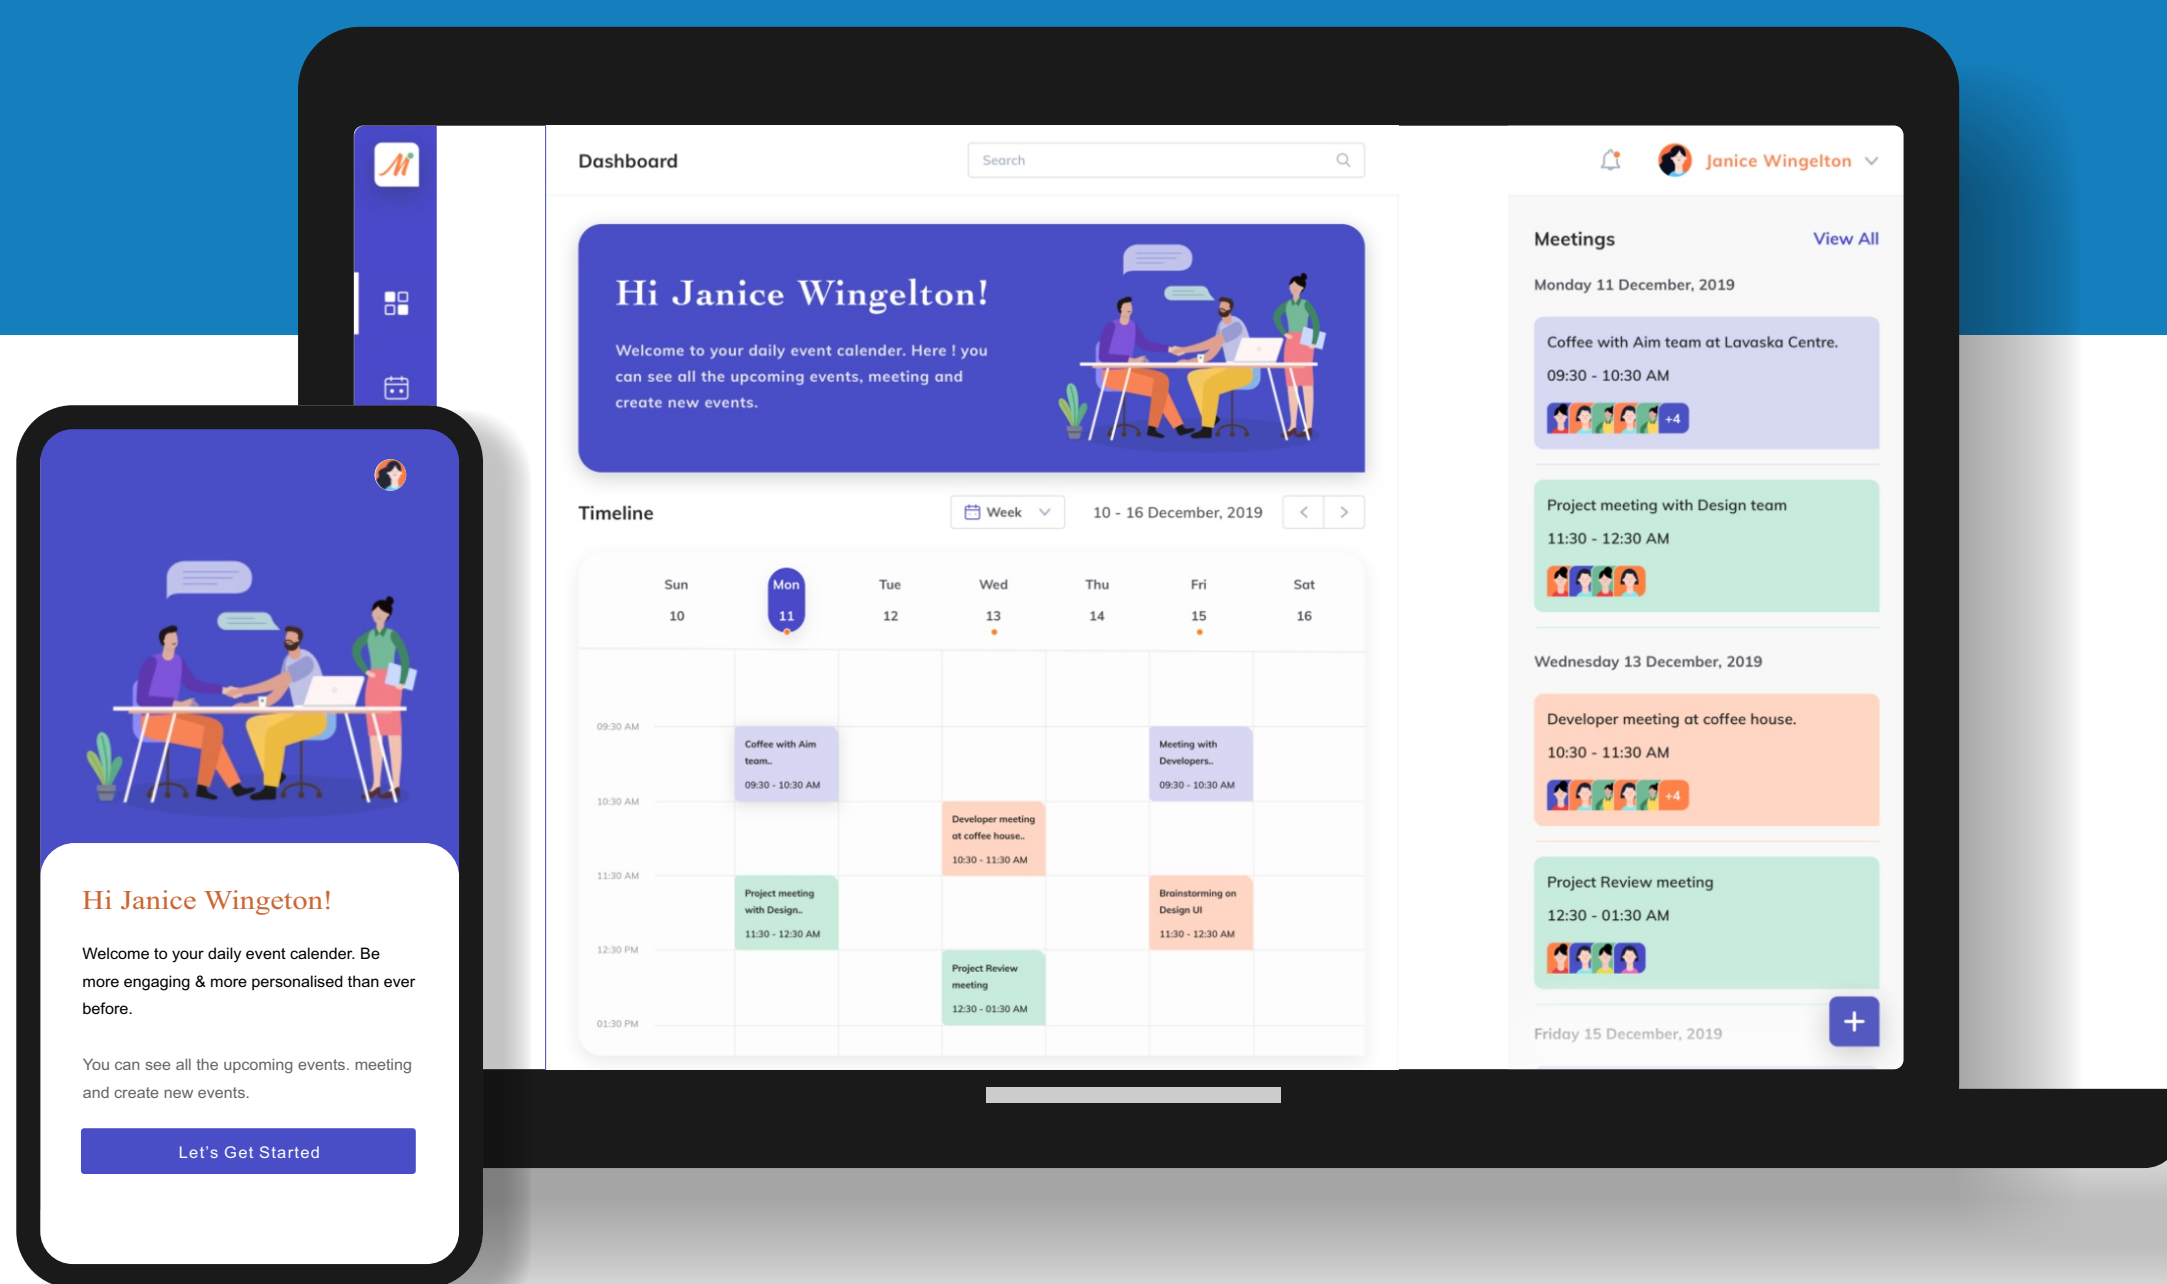 M
Dashboard
Search
Janice Wingelton
Hi Janice Wingelton!
Welcome to your daily event calender. Here ! you
can see all the upcoming events, meeting and
create new events.
Timeline
Week
10 - 16 December, 2019
< >
Sun Mon Tue Wed Thu Fri Sat
10 11 12 13 14 15 16
09:30 AM
10:30 AM
11:30 AM
12:30 PM
01:30 PM
Coffee with Aim
team..
09:30 - 10:30 AM
Project meeting
with Design..
11:30 - 12:30 AM
Developer meeting
at coffee house..
10:30 - 11:30 AM
Project Review
meeting
12:30 - 01:30 AM
Meeting with
Developers..
09:30 - 10:30 AM
Brainstorming on
Design UI
11:30 - 12:30 AM
Meetings View All
Monday 11 December, 2019
Coffee with Aim team at Lavaska Centre.
09:30 - 10:30 AM
+4
Project meeting with Design team
11:30 - 12:30 AM
Wednesday 13 December, 2019
Developer meeting at coffee house.
10:30 - 11:30 AM
+4
Project Review meeting
12:30 - 01:30 AM
Friday 15 December, 2019
+
Hi Janice Wingeton!
Welcome to your daily event calender. Be
more engaging & more personalised than ever
before.
You can see all the upcoming events. meeting
and create new events.
Let's Get Started